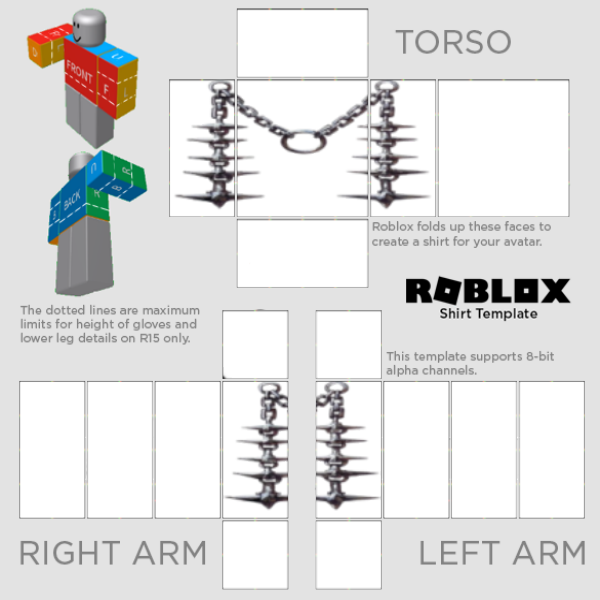 TORSO
R
D
U
FRONT
F
L
Roblox folds up these faces to
create a shirt for your avatar.
BACK
B
R
ROBLOX
Shirt Template
The dotted lines are maximum
limits for height of gloves and
lower leg details on R15 only.
This template supports 8-bit
alpha channels.
RIGHT ARM
LEFT ARM